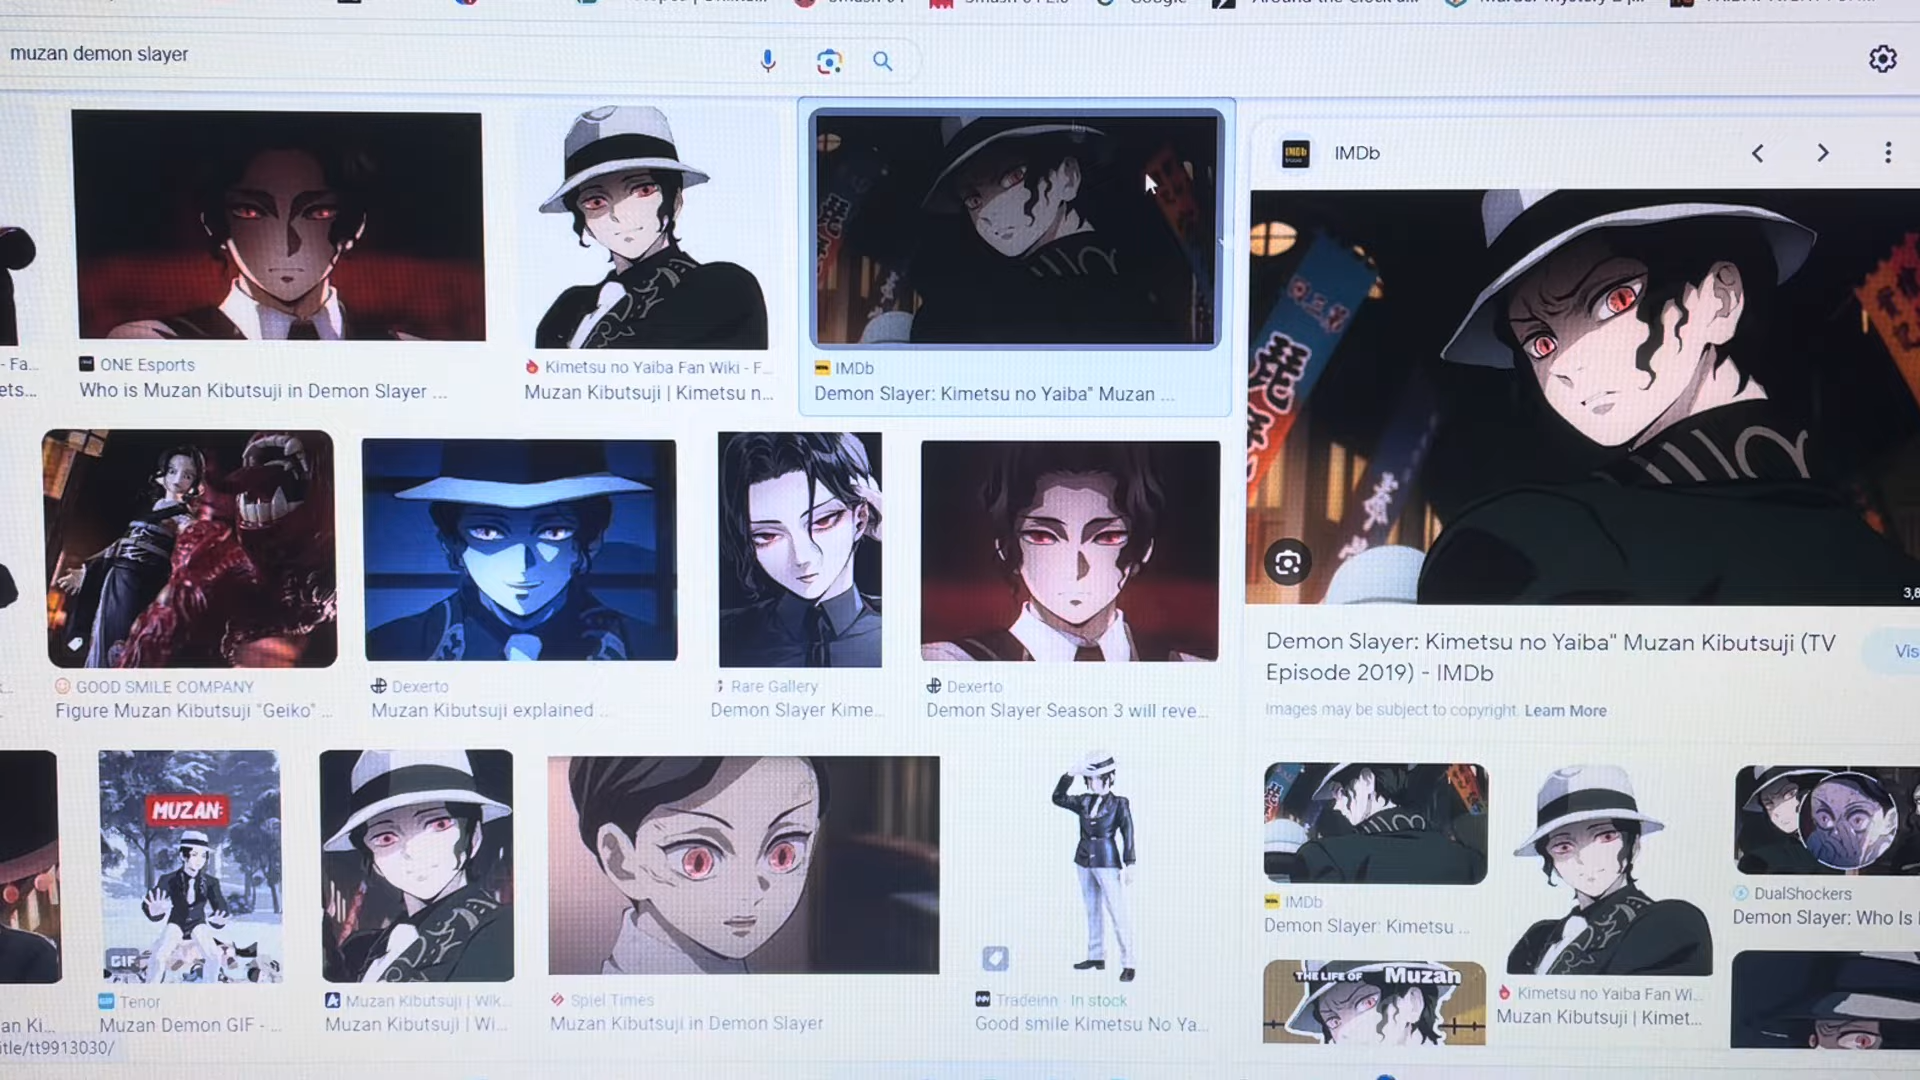 muzan demon slayer
IMDb
ONE Esports
Who is Muzan Kibutsuji in Demon Slayer ...
Kimetsu no Yaiba Fan Wiki - F...
Muzan Kibutsuji | Kimetsu n...
IMDb
Demon Slayer: Kimetsu no Yaiba" Muzan ...
- Fa...
ets...
Demon Slayer: Kimetsu no Yaiba" Muzan Kibutsuji (TV
Episode 2019) - IMDb
Vis
Images may be subject to copyright. Learn More
GOOD SMILE COMPANY
Figure Muzan Kibutsuji "Geiko" ...
Dexerto
Muzan Kibutsuji explained ...
Rare Gallery
Demon Slayer Kime...
Dexerto
Demon Slayer Season 3 will reve...
MUZAN:
GIF
Tenor
Muzan Demon GIF - ...
Muzan Kibutsuji | Wik...
Muzan Kibutsuji | Wi...
Spiel Times
Muzan Kibutsuji in Demon Slayer
Tradeinn · In stock
Good smile Kimetsu No Ya...
IMDb
Demon Slayer: Kimetsu ...
THE LIFE OF Muzan
Kimetsu no Yaiba Fan Wi...
Muzan Kibutsuji | Kimet...
DualShockers
Demon Slayer: Who Is
an Ki...
itle/tt9913030/